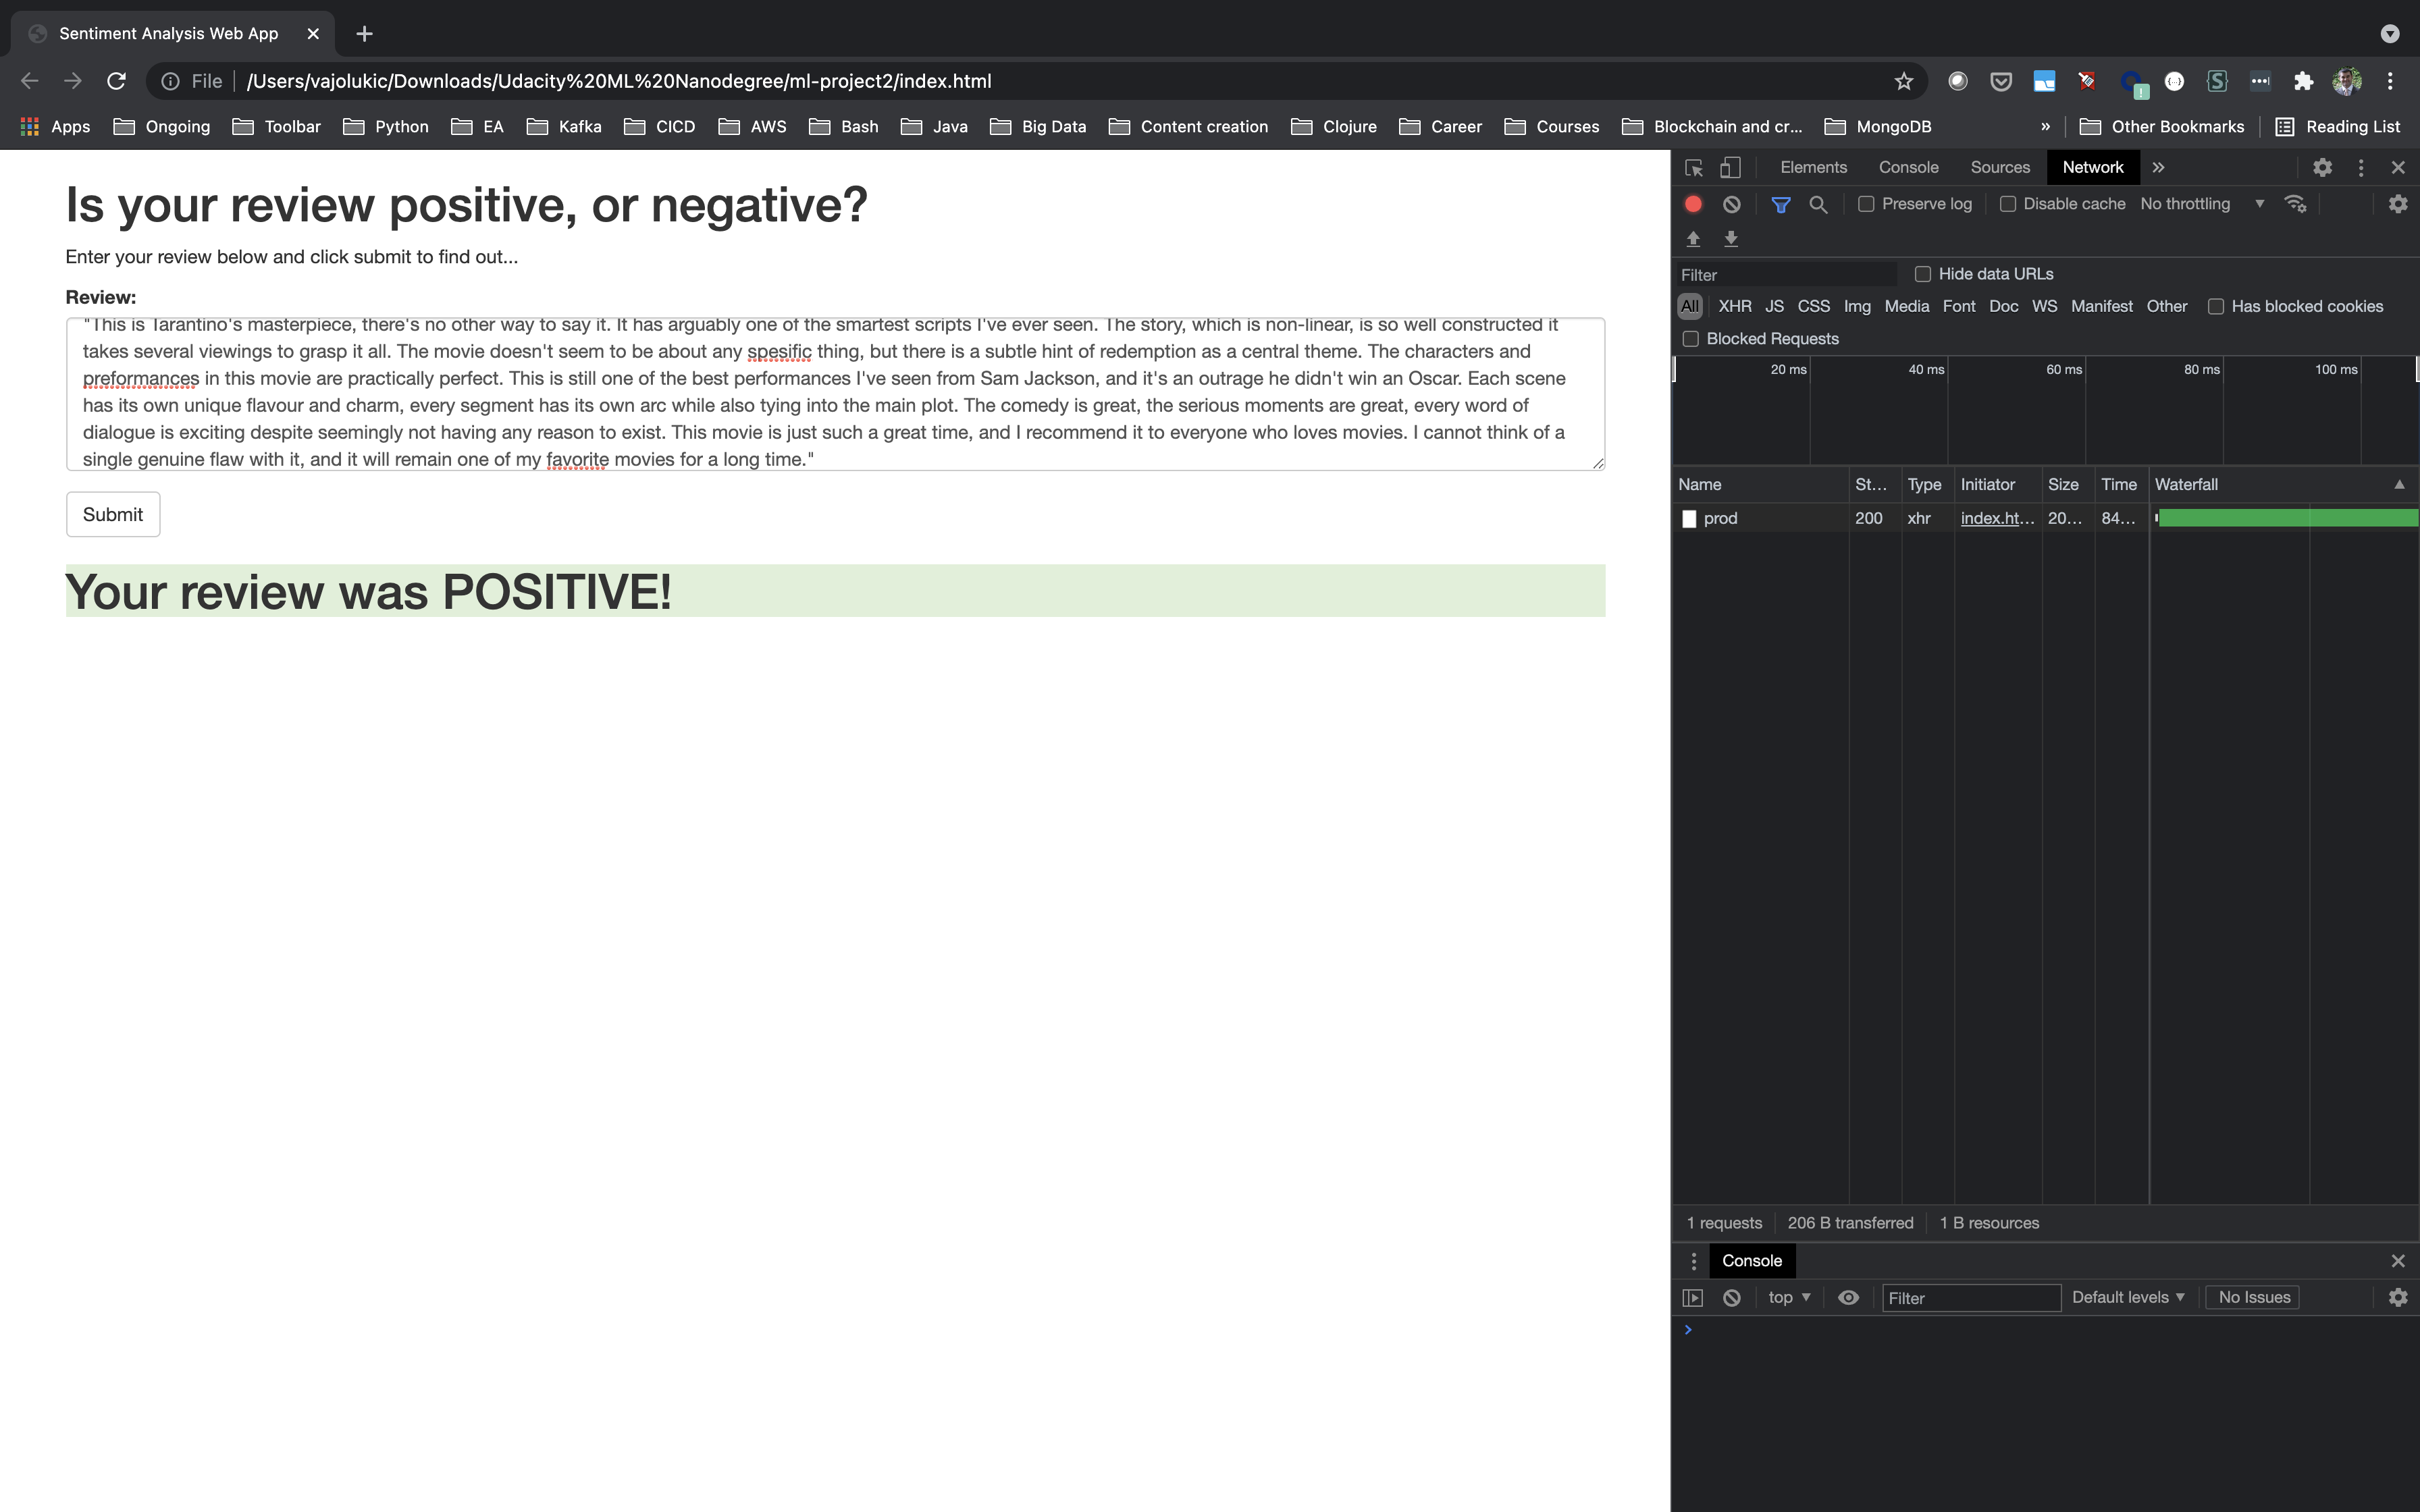 Sentiment Analysis Web App
File /Users/vajolukic/Downloads/Udacity%20ML%20Nanodegree/ml-project2/index.html
Apps Ongoing Toolbar Python EA Kafka CICD AWS Bash Java Big Data Content creation Clojure Career Courses Blockchain and cr... MongoDB » Other Bookmarks Reading List
Is your review positive, or negative?
Enter your review below and click submit to find out...
Review:
"This is Tarantino's masterpiece, there's no other way to say it. It has arguably one of the smartest scripts I've ever seen. The story, which is non-linear, is so well constructed it
takes several viewings to grasp it all. The movie doesn't seem to be about any spesific thing, but there is a subtle hint of redemption as a central theme. The characters and
preformances in this movie are practically perfect. This is still one of the best performances I've seen from Sam Jackson, and it's an outrage he didn't win an Oscar. Each scene
has its own unique flavour and charm, every segment has its own arc while also tying into the main plot. The comedy is great, the serious moments are great, every word of
dialogue is exciting despite seemingly not having any reason to exist. This movie is just such a great time, and I recommend it to everyone who loves movies. I cannot think of a
single genuine flaw with it, and it will remain one of my favorite movies for a long time."
Submit
Your review was POSITIVE!
Elements Console Sources Network »
Preserve log Disable cache No throttling
Filter Hide data URLs
All XHR JS CSS Img Media Font Doc WS Manifest Other Has blocked cookies
Blocked Requests
20 ms 40 ms 60 ms 80 ms 100 ms
Name St... Type Initiator Size Time Waterfall
prod 200 xhr index.ht... 20... 84...
1 requests 206 B transferred 1 B resources
Console
top Filter Default levels No Issues